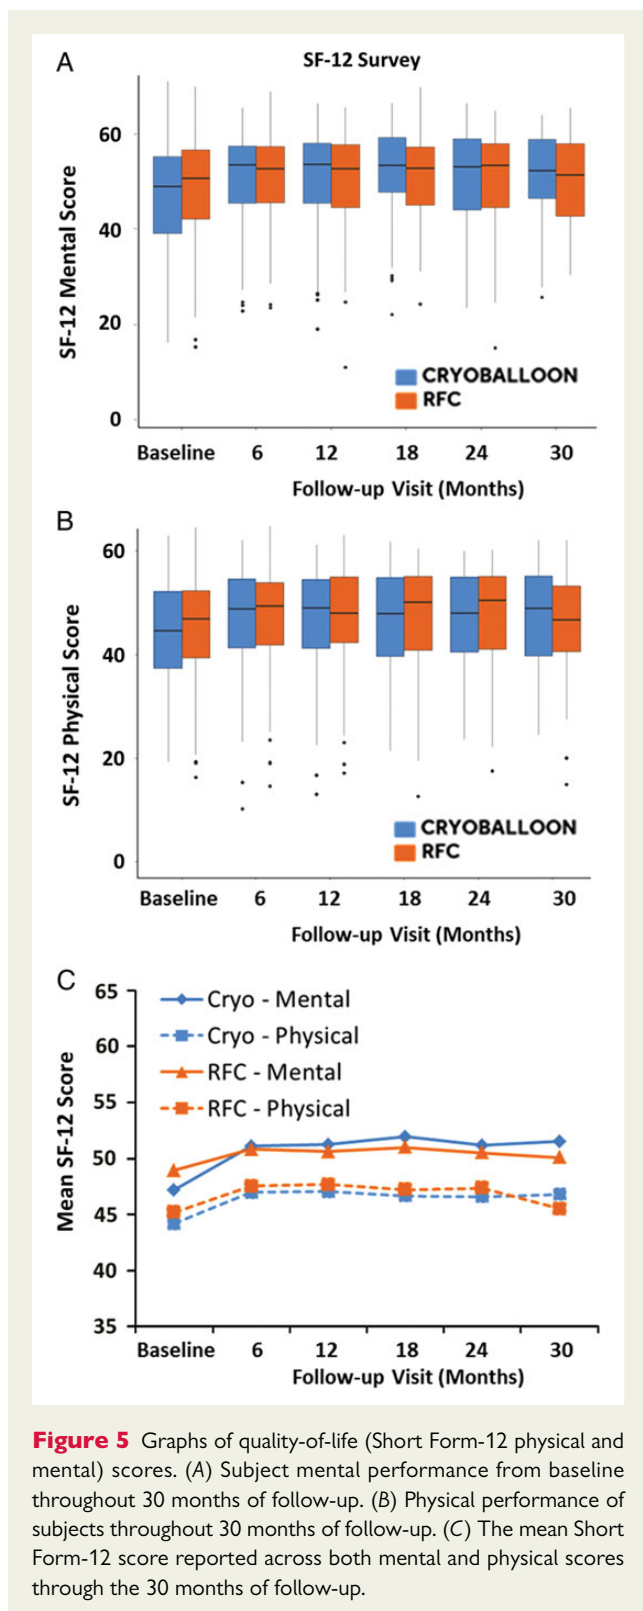 A
SF-12 Survey
SF-12 Mental Score
60
40
20
0
CRYOBALLOON
RFC
Baseline 6 12 18 24 30
Follow-up Visit (Months)
B
SF-12 Physical Score
60
40
20
0
CRYOBALLOON
RFC
Baseline 6 12 18 24 30
Follow-up Visit (Months)
C
Mean SF-12 Score
65
60
55
50
45
40
35
Cryo - Mental
Cryo - Physical
RFC - Mental
RFC - Physical
Baseline 6 12 18 24 30
Follow-up Visit (Months)
Figure 5 Graphs of quality-of-life (Short Form-12 physical and
mental) scores. (A) Subject mental performance from baseline
throughout 30 months of follow-up. (B) Physical performance of
subjects throughout 30 months of follow-up. (C) The mean Short
Form-12 score reported across both mental and physical scores
through the 30 months of follow-up.